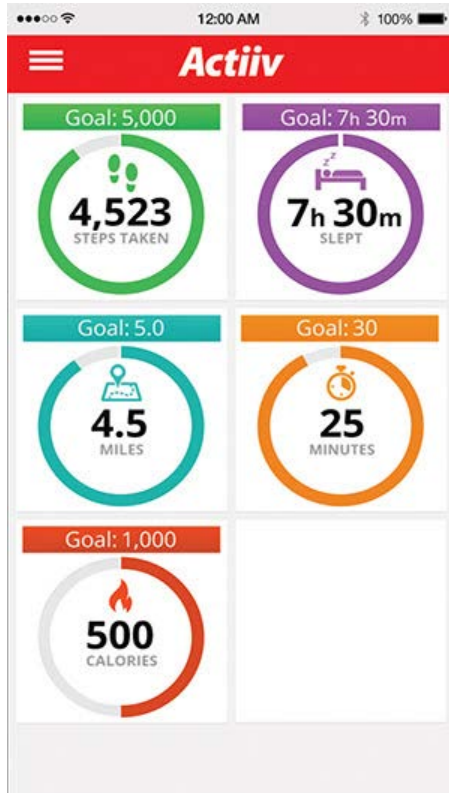 12:00 AM
100%
Actiiv
Goal: 5,000
4,523
STEPS TAKEN
Goal: 7h 30m
zzz
7h 30m
SLEPT
Goal: 5.0
4.5
MILES
Goal: 30
25
MINUTES
Goal: 1,000
500
CALORIES